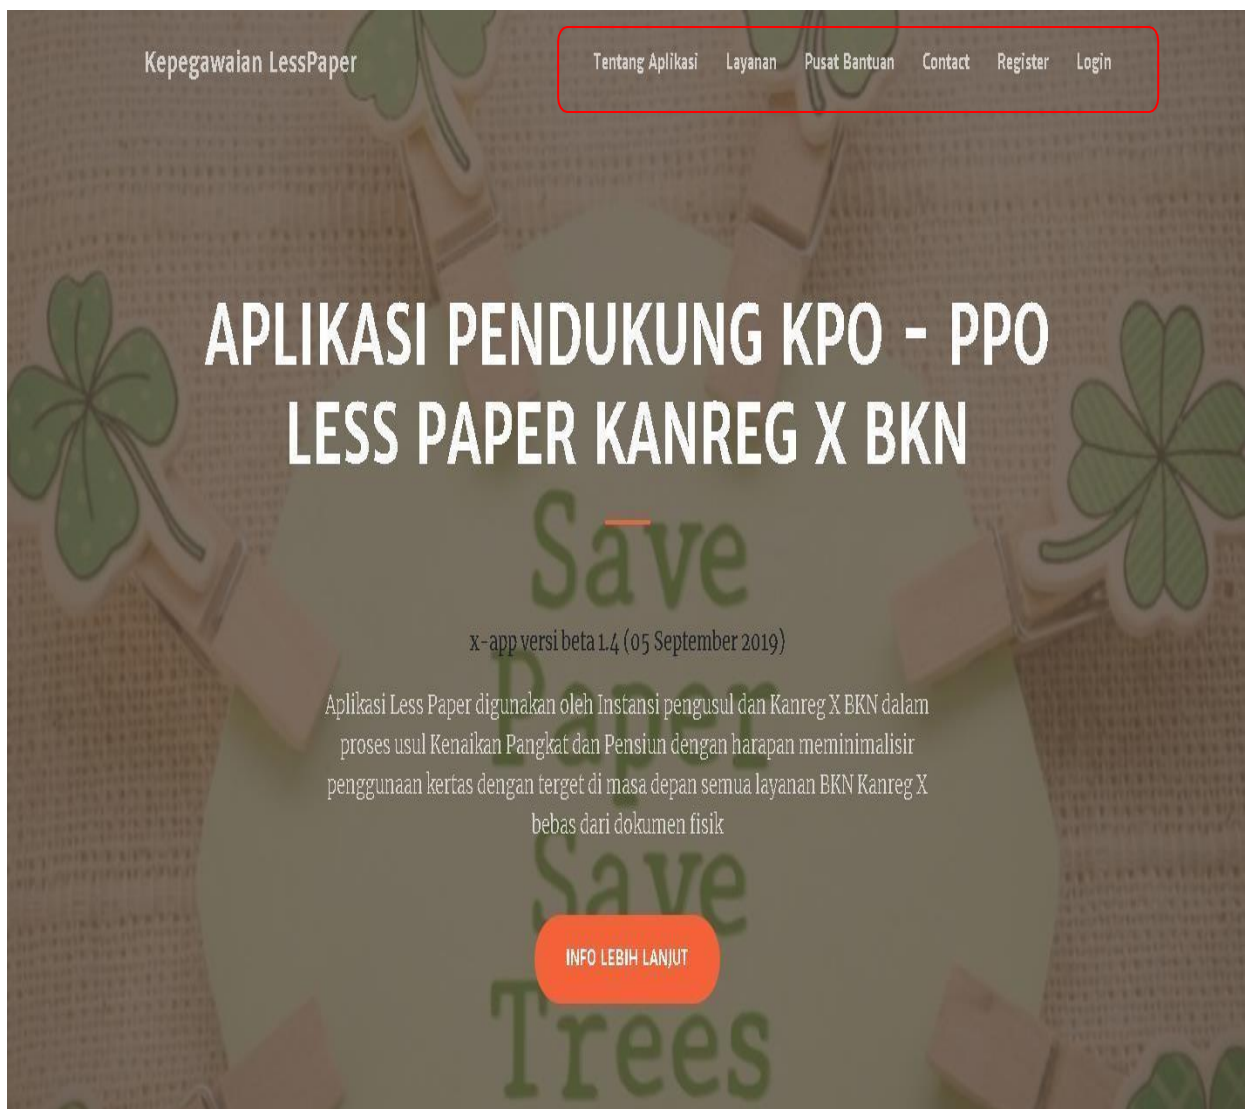 Kepegawaian LessPaper
Tentang Aplikasi Layanan Pusat Bantuan Contact Register Login
APLIKASI PENDUKUNG KPO - PPO
LESS PAPER KANREG X BKN
Save
x-app versi beta 1.4 (05 September 2019)
Paper
Aplikasi Less Paper digunakan oleh Instansi pengusul dan Kanreg X BKN dalam
proses usul Kenaikan Pangkat dan Pensiun dengan harapan meminimalisir
penggunaan kertas dengan terget di masa depan semua layanan BKN Kanreg X
bebas dari dokumen fisik
Save
INFO LEBIH LANJUT
Trees